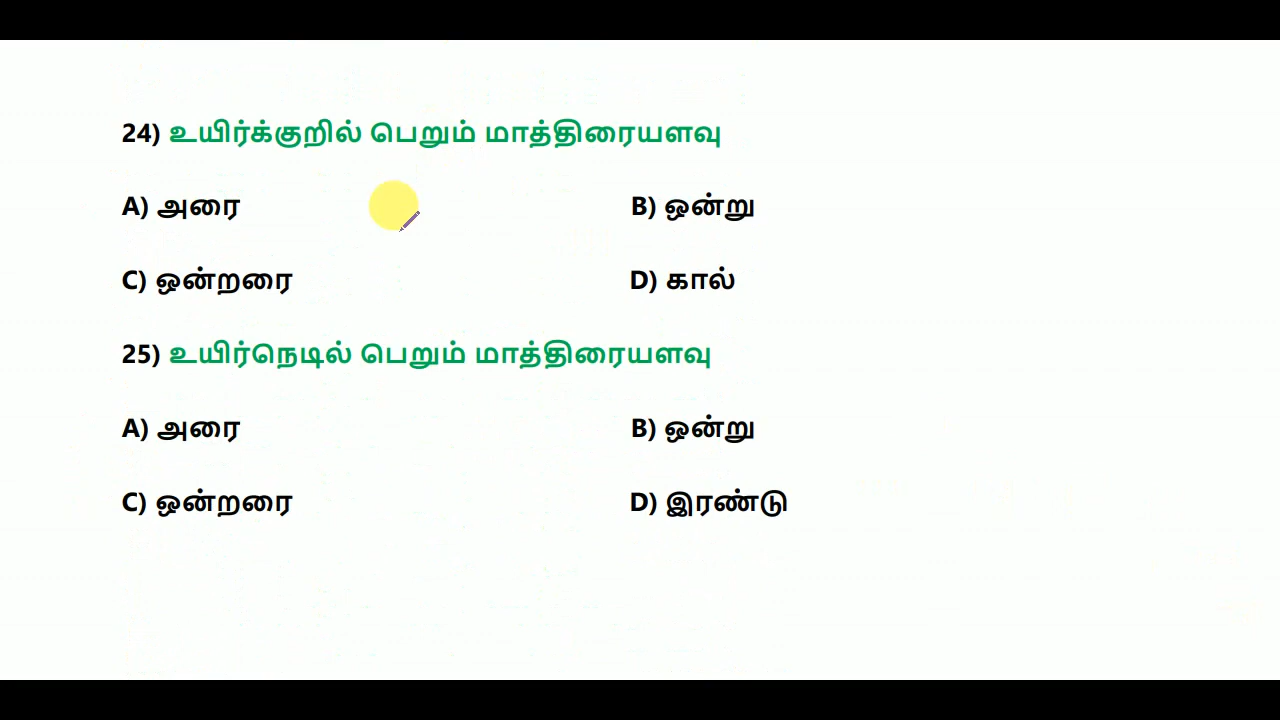 24) உயிர்க்குறில் பெறும் மாத்திரையளவு
A) அரை B) ஒன்று
C) ஒன்றரை D) கால்
25) உயிர்நெடில் பெறும் மாத்திரையளவு
A) அரை B) ஒன்று
C) ஒன்றரை D) இரண்டு